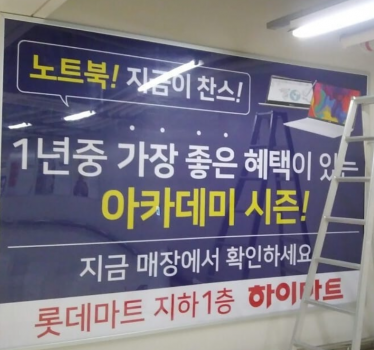 노트북! 지금이 찬스!
1년중 가장 좋은 혜택이 있는
아카데미 시즌!
지금 매장에서 확인하세요
롯데마트 지하1층 하이마트